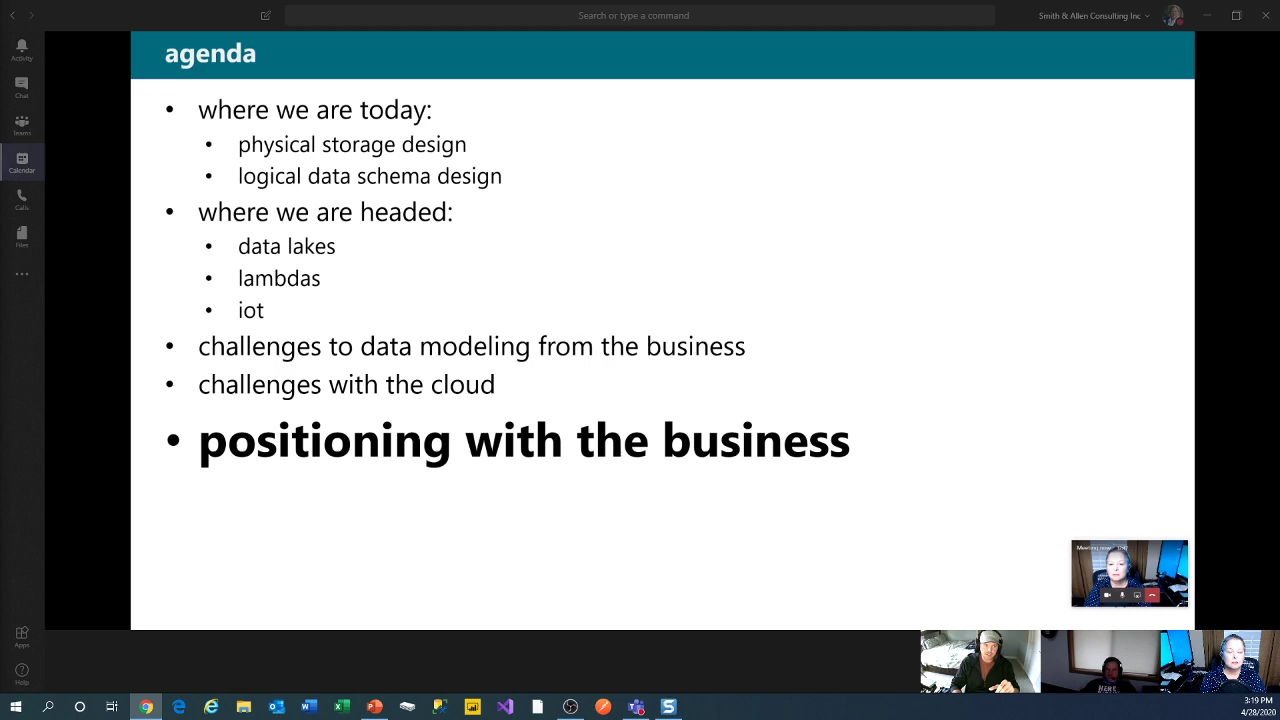 Search or type a command
Smith & Allen Consulting Inc
Activity
Chat
Teams
Calendar
Calls
Files
Apps
Help
agenda
• where we are today:
• physical storage design
• logical data schema design
• where we are headed:
• data lakes
• lambdas
• iot
• challenges to data modeling from the business
• challenges with the cloud
• positioning with the business
Meeting now
3:19 PM
4/28/2020